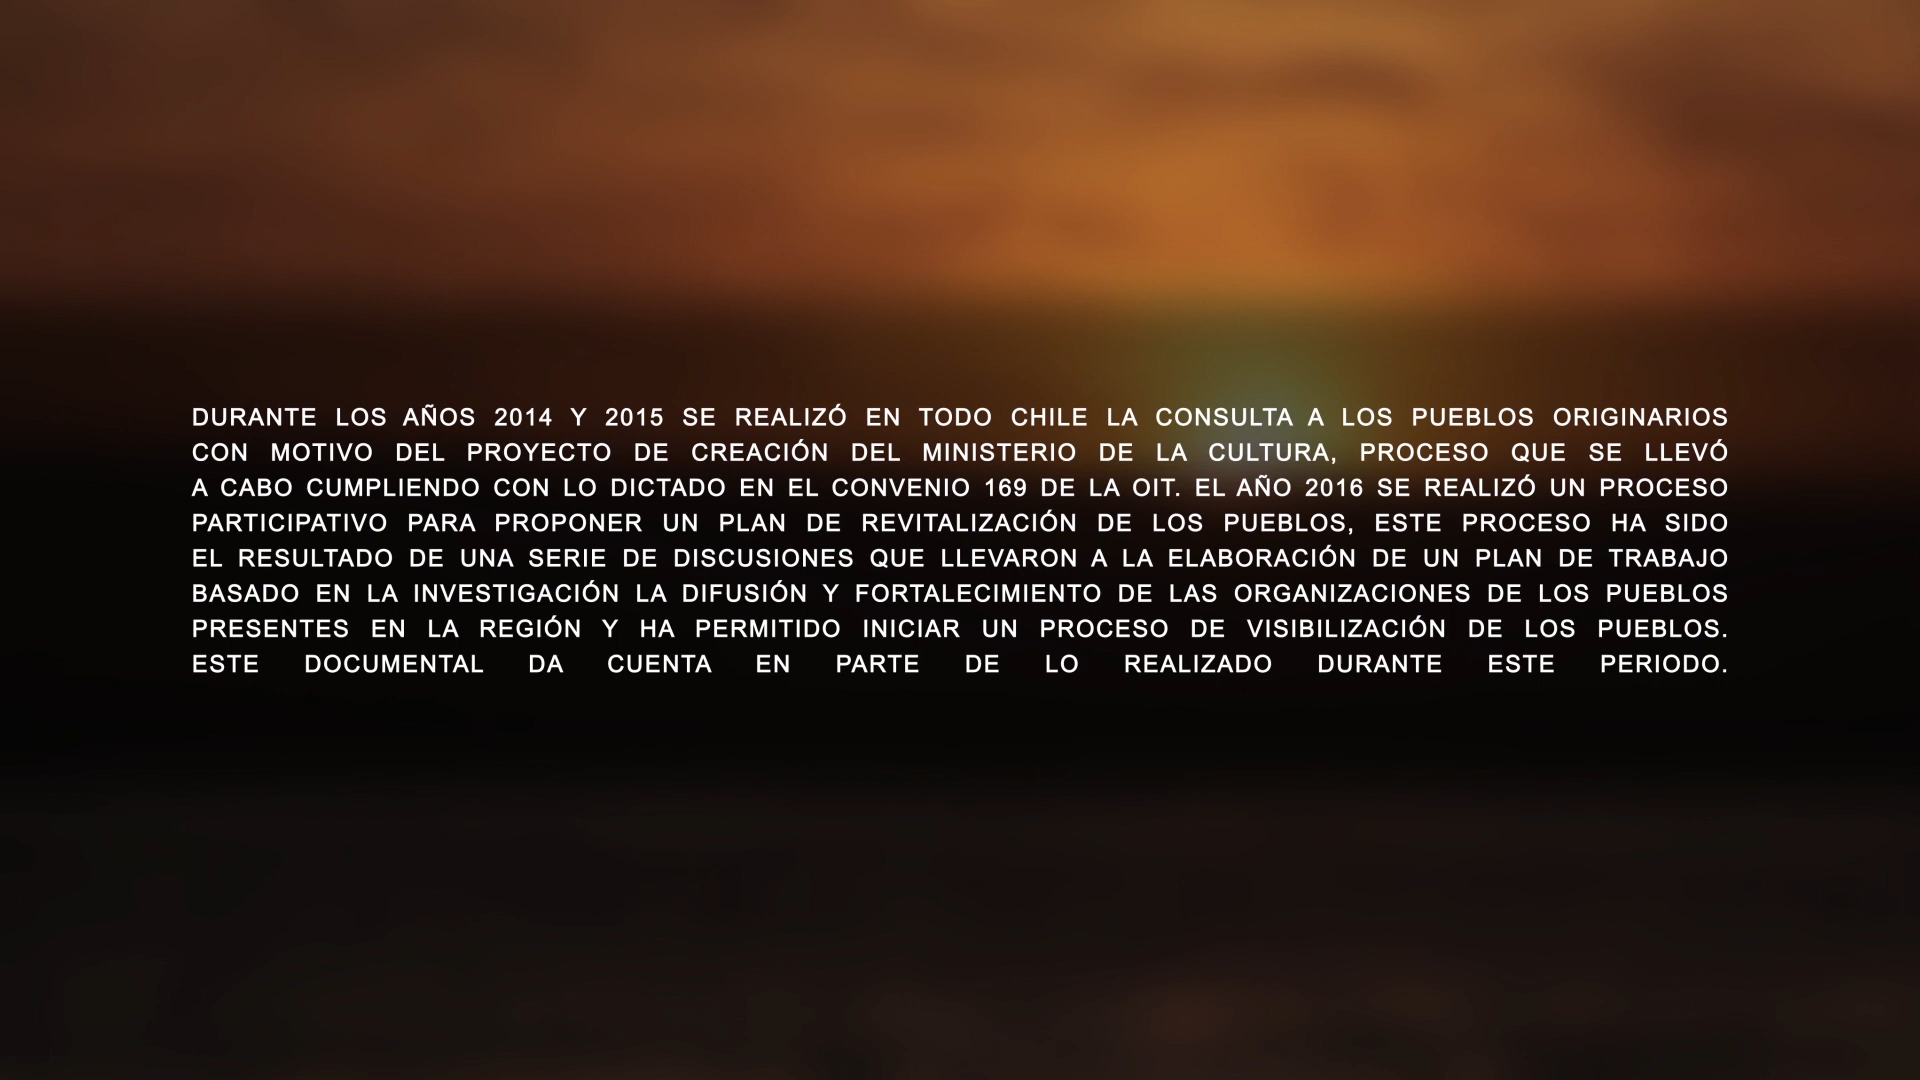 DURANTE LOS AÑOS 2014 Y 2015 SE REALIZÓ EN TODO CHILE LA CONSULTA A LOS PUEBLOS ORIGINARIOS
CON MOTIVO DEL PROYECTO DE CREACIÓN DEL MINISTERIO DE LA CULTURA, PROCESO QUE SE LLEVÓ
A CABO CUMPLIENDO CON LO DICTADO EN EL CONVENIO 169 DE LA OIT. EL AÑO 2016 SE REALIZÓ UN PROCESO
PARTICIPATIVO PARA PROPONER UN PLAN DE REVITALIZACIÓN DE LOS PUEBLOS, ESTE PROCESO HA SIDO
EL RESULTADO DE UNA SERIE DE DISCUSIONES QUE LLEVARON A LA ELABORACIÓN DE UN PLAN DE TRABAJO
BASADO EN LA INVESTIGACIÓN LA DIFUSIÓN Y FORTALECIMIENTO DE LAS ORGANIZACIONES DE LOS PUEBLOS
PRESENTES EN LA REGIÓN Y HA PERMITIDO INICIAR UN PROCESO DE VISIBILIZACIÓN DE LOS PUEBLOS.
ESTE DOCUMENTAL DA CUENTA EN PARTE DE LO REALIZADO DURANTE ESTE PERIODO.